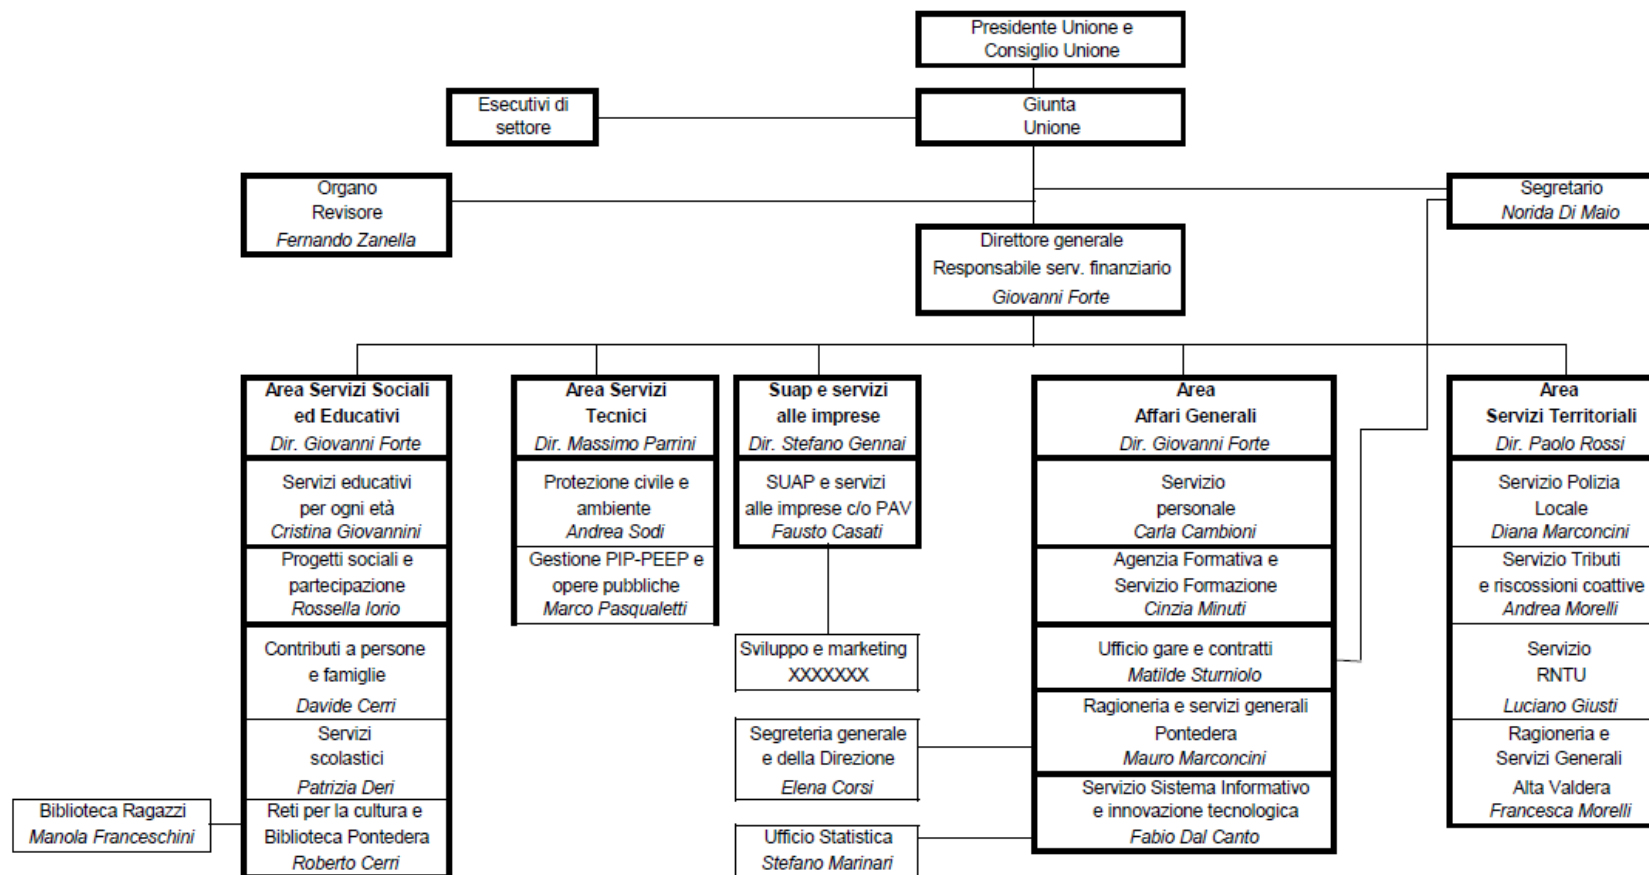 Presidente Unione e
Consiglio Unione
Esecutivi di
settore
Giunta
Unione
Organo
Revisore
Fernando Zanella
Segretario
Norida Di Maio
Direttore generale
Responsabile serv. finanziario
Giovanni Forte
Area Servizi Sociali
ed Educativi
Dir. Giovanni Forte
Servizi educativi
per ogni età
Cristina Giovannini
Progetti sociali e
partecipazione
Rossella Iorio
Contributi a persone
e famiglie
Davide Cerri
Servizi
scolastici
Patrizia Deri
Reti per la cultura e
Biblioteca Pontedera
Roberto Cerri
Biblioteca Ragazzi
Manola Franceschini
Area Servizi
Tecnici
Dir. Massimo Parrini
Protezione civile e
ambiente
Andrea Sodi
Gestione PIP-PEEP e
opere pubbliche
Marco Pasqualetti
Suap e servizi
alle imprese
Dir. Stefano Gennai
SUAP e servizi
alle imprese c/o PAV
Fausto Casati
Sviluppo e marketing
XXXXXXX
Segreteria generale
e della Direzione
Elena Corsi
Ufficio Statistica
Stefano Marinari
Area
Affari Generali
Dir. Giovanni Forte
Servizio
personale
Carla Cambioni
Agenzia Formativa e
Servizio Formazione
Cinzia Minuti
Ufficio gare e contratti
Matilde Sturniolo
Ragioneria e servizi generali
Pontedera
Mauro Marconcini
Servizio Sistema Informativo
e innovazione tecnologica
Fabio Dal Canto
Area
Servizi Territoriali
Dir. Paolo Rossi
Servizio Polizia
Locale
Diana Marconcini
Servizio Tributi
e riscossioni coattive
Andrea Morelli
Servizio
RNTU
Luciano Giusti
Ragioneria e
Servizi Generali
Alta Valdera
Francesca Morelli